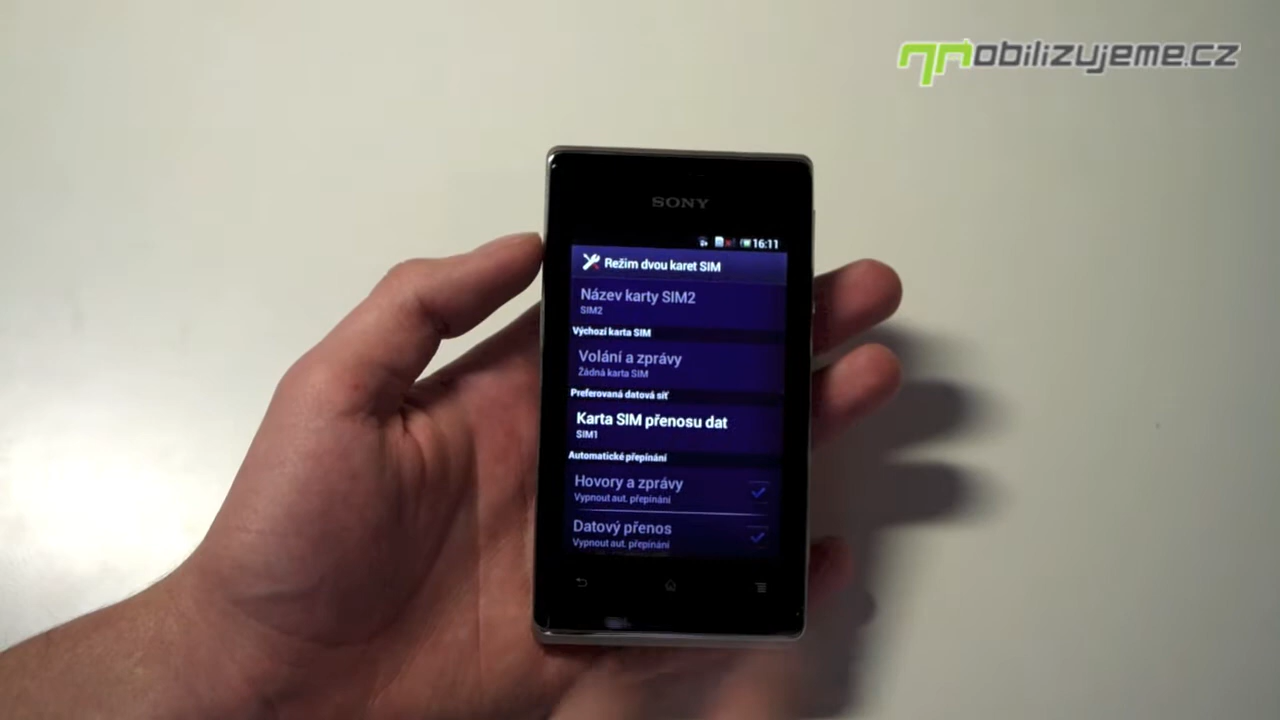 mobilizujeme.cz
SONY
16:11
Režim dvou karet SIM
Název karty SIM2
SIM2
Výchozí karta SIM
Volání a zprávy
Žádná karta SIM
Preferovaná datová síť
Karta SIM přenosu dat
SIM1
Automatické přepínání
Hovory a zprávy
Vypnout aut. přepínání
Datový přenos
Vypnout aut. přepínání